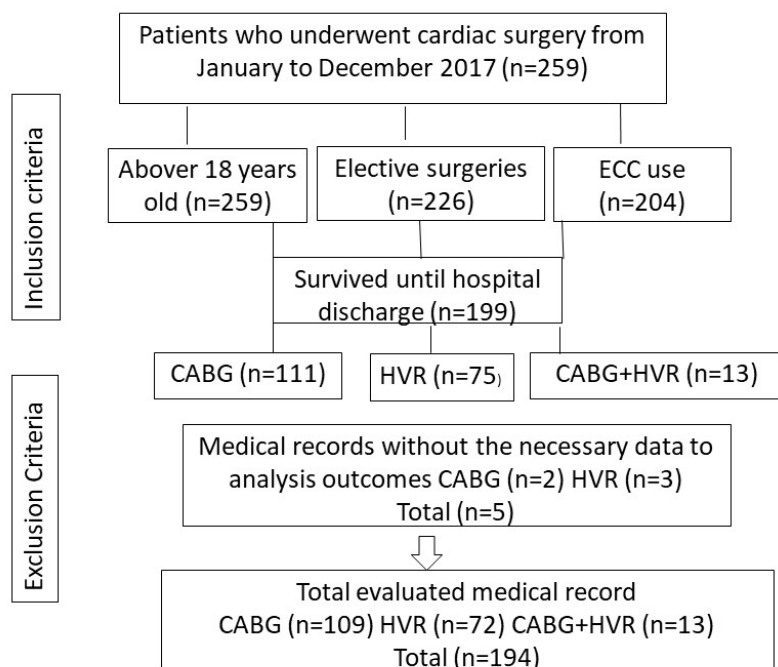 Patients who underwent cardiac surgery from
January to December 2017 (n=259)
Inclusion criteria
Abover 18 years
old (n=259)
Elective surgeries
(n=226)
ECC use
(n=204)
Survived until hospital
discharge (n=199)
CABG (n=111)
HVR (n=75)
CABG+HVR (n=13)
Exclusion Criteria
Medical records without the necessary data to
analysis outcomes CABG (n=2) HVR (n=3)
Total (n=5)
Total evaluated medical record
CABG (n=109) HVR (n=72) CABG+HVR (n=13)
Total (n=194)